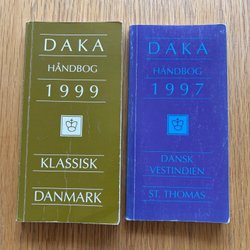 DAKA
HÅNDBOG
1999
KLASSISK
DANMARK
DAKA
HÅNDBOG
1997
DANSK
VESTINDIEN
ST. THOMAS